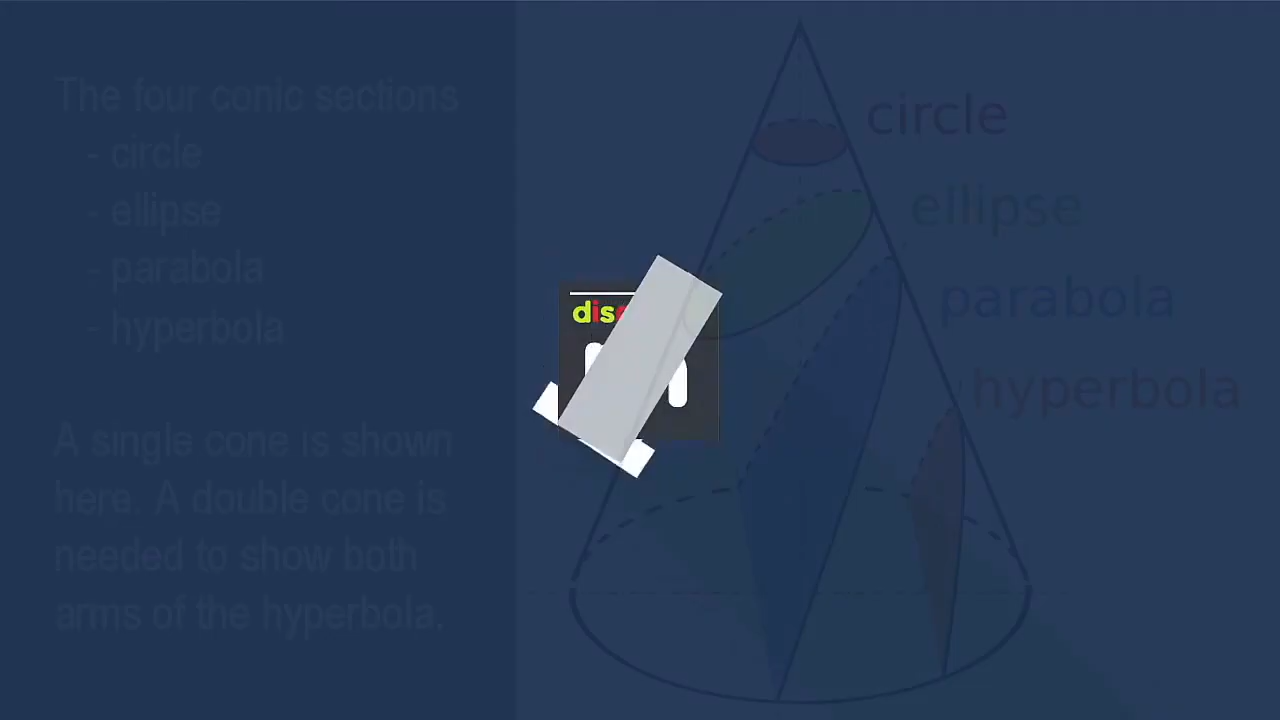 The four conic sections
- circle
- ellipse
- parabola
- hyperbola
A single cone is shown
here. A double cone is
needed to show both
arms of the hyperbola.
circle
ellipse
parabola
hyperbola